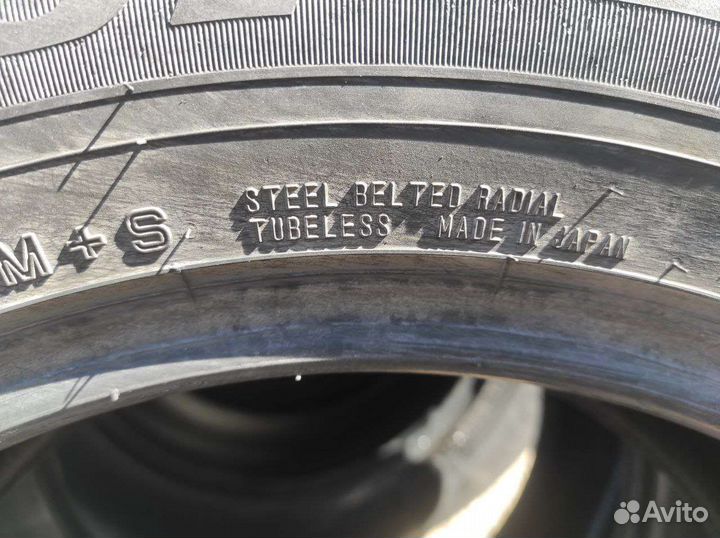 M+S
STEEL BELTED RADIAL
TUBELESS MADE IN JAPAN
Avito